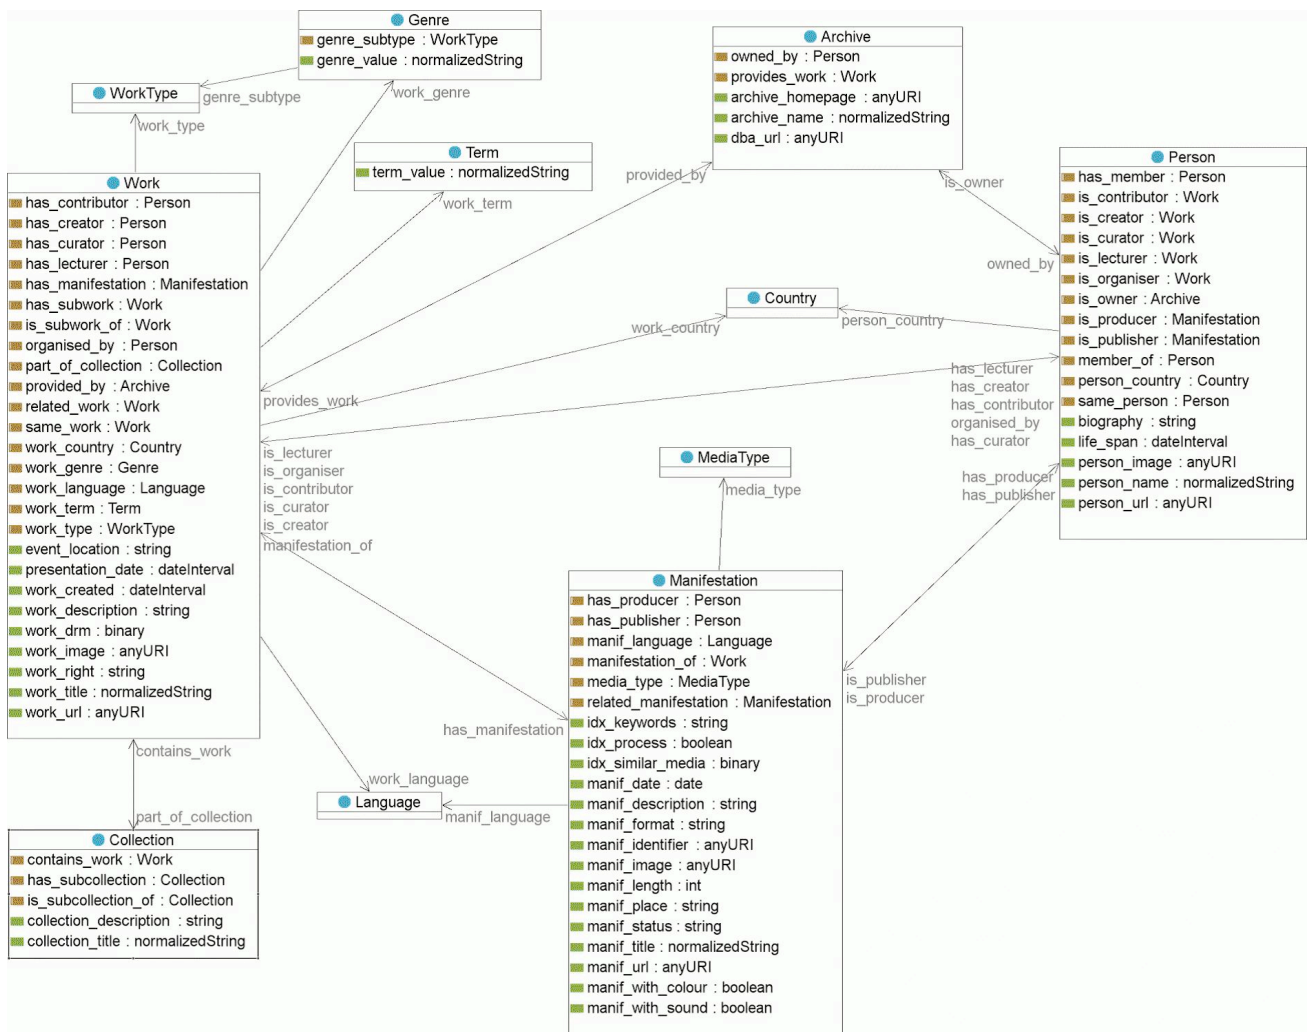 Genre
genre_subtype : WorkType
genre_value : normalizedString
WorkType
genre_subtype
work_genre
work_type
Archive
owned_by : Person
provides_work : Work
archive_homepage : anyURI
archive_name : normalizedString
dba_url : anyURI
Term
term_value : normalizedString
work_term
provided_by
is_owner
owned_by
Work
has_contributor : Person
has_creator : Person
has_curator : Person
has_lecturer : Person
has_manifestation : Manifestation
has_subwork : Work
is_subwork_of : Work
organised_by : Person
part_of_collection : Collection
provided_by : Archive
related_work : Work
same_work : Work
work_country : Country
work_genre : Genre
work_language : Language
work_term : Term
work_type : WorkType
event_location : string
presentation_date : dateInterval
work_created : dateInterval
work_description : string
work_drm : binary
work_image : anyURI
work_right : string
work_title : normalizedString
work_url : anyURI
Person
has_member : Person
is_contributor : Work
is_creator : Work
is_curator : Work
is_lecturer : Work
is_organiser : Work
is_owner : Archive
is_producer : Manifestation
is_publisher : Manifestation
member_of : Person
person_country : Country
same_person : Person
biography : string
life_span : dateInterval
person_image : anyURI
person_name : normalizedString
person_url : anyURI
Country
work_country
person_country
provides_work
is_lecturer
is_organiser
is_contributor
is_curator
is_creator
manifestation_of
has_lecturer
has_creator
has_contributor
organised_by
has_curator
has_producer
has_publisher
MediaType
media_type
Manifestation
has_producer : Person
has_publisher : Person
manif_language : Language
manifestation_of : Work
media_type : MediaType
related_manifestation : Manifestation
idx_keywords : string
idx_process : boolean
idx_similar_media : binary
manif_date : date
manif_description : string
manif_format : string
manif_identifier : anyURI
manif_image : anyURI
manif_length : int
manif_place : string
manif_status : string
manif_title : normalizedString
manif_url : anyURI
manif_with_colour : boolean
manif_with_sound : boolean
is_publisher
is_producer
has_manifestation
contains_work
work_language
Language
manif_language
part_of_collection
Collection
contains_work : Work
has_subcollection : Collection
is_subcollection_of : Collection
collection_description : string
collection_title : normalizedString